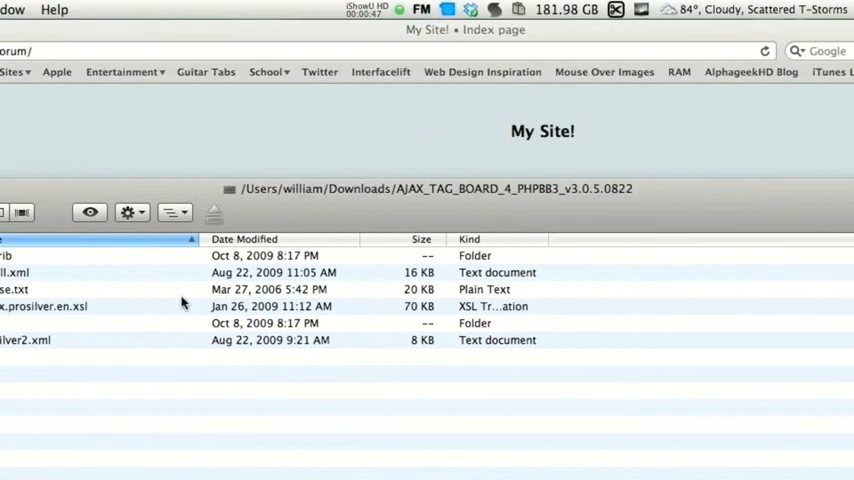 dow Help iShowU HD 00:00:47 FM 181.98 GB 84°, Cloudy, Scattered T-Storms
My Site! • Index page
orum/ Google
Sites▾ Apple Entertainment▾ Guitar Tabs School▾ Twitter Interfacelift Web Design Inspiration Mouse Over Images RAM AlphageekHD Blog iTunes L
My Site!
/Users/william/Downloads/AJAX_TAG_BOARD_4_PHPBB3_v3.0.5.0822
e Date Modified Size Kind
rib Oct 8, 2009 8:17 PM -- Folder
ll.xml Aug 22, 2009 11:05 AM 16 KB Text document
se.txt Mar 27, 2006 5:42 PM 20 KB Plain Text
x.prosilver.en.xsl Jan 26, 2009 11:12 AM 70 KB XSL Tr...ation
Oct 8, 2009 8:17 PM -- Folder
ilver2.xml Aug 22, 2009 9:21 AM 8 KB Text document